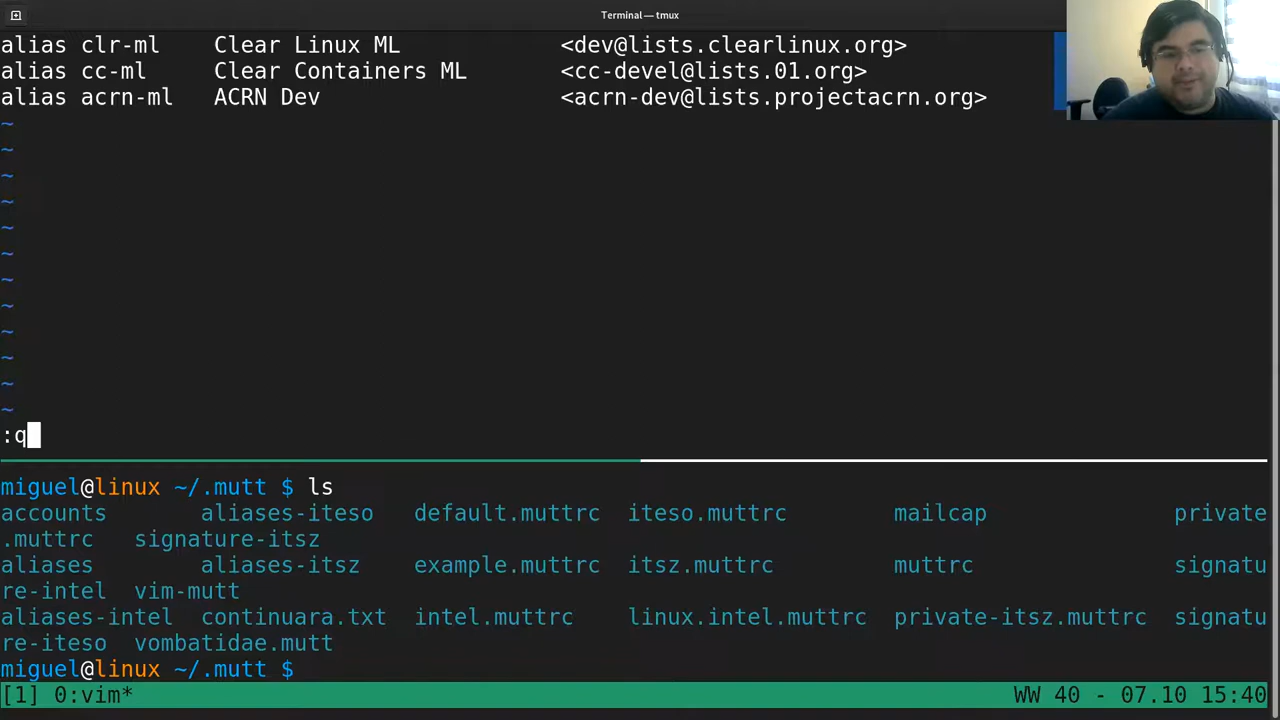 Terminal — tmux
alias clr-ml    Clear Linux ML            <dev@lists.clearlinux.org>
alias cc-ml     Clear Containers ML       <cc-devel@lists.01.org>
alias acrn-ml   ACRN Dev                  <acrn-dev@lists.projectacrn.org>
~
~
~
~
~
~
~
~
~
~
~
~
:q
miguel@linux ~/.mutt $ ls
accounts       aliases-iteso   default.muttrc  iteso.muttrc        mailcap              private
.muttrc   signature-itsz
aliases        aliases-itsz    example.muttrc  itsz.muttrc         muttrc               signatu
re-intel  vim-mutt
aliases-intel  continuara.txt  intel.muttrc    linux.intel.muttrc  private-itsz.muttrc  signatu
re-iteso  vombatidae.mutt
miguel@linux ~/.mutt $
[1] 0:vim*                                                                  WW 40 - 07.10 15:40